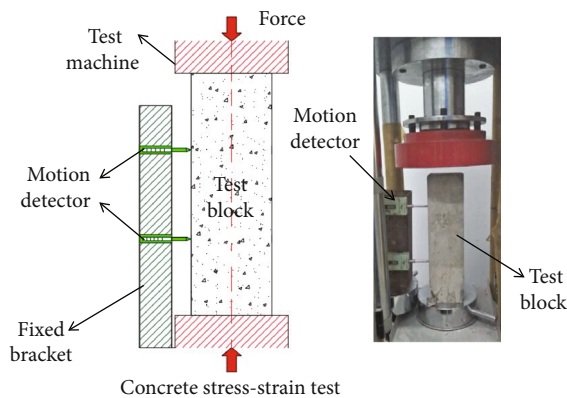 Force
Test
machine
Motion
detector
Test
block
Fixed
bracket
Concrete stress-strain test
Motion
detector
Test
block